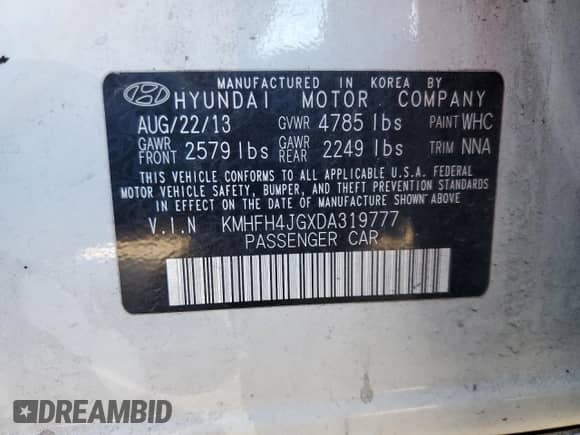 MANUFACTURED IN KOREA BY
HYUNDAI MOTOR COMPANY
AUG/22/13 GVWR 4785 lbs PAINT WHC
GAWR FRONT 2579 lbs GAWR REAR 2249 lbs TRIM NNA
THIS VEHICLE CONFORMS TO ALL APPLICABLE U.S.A. FEDERAL
MOTOR VEHICLE SAFETY, BUMPER, AND THEFT PREVENTION STANDARDS
IN EFFECT ON THE DATE OF MANUFACTURE SHOWN ABOVE
V.I.N KMHFH4JGXDA319777
PASSENGER CAR
DREAMBID